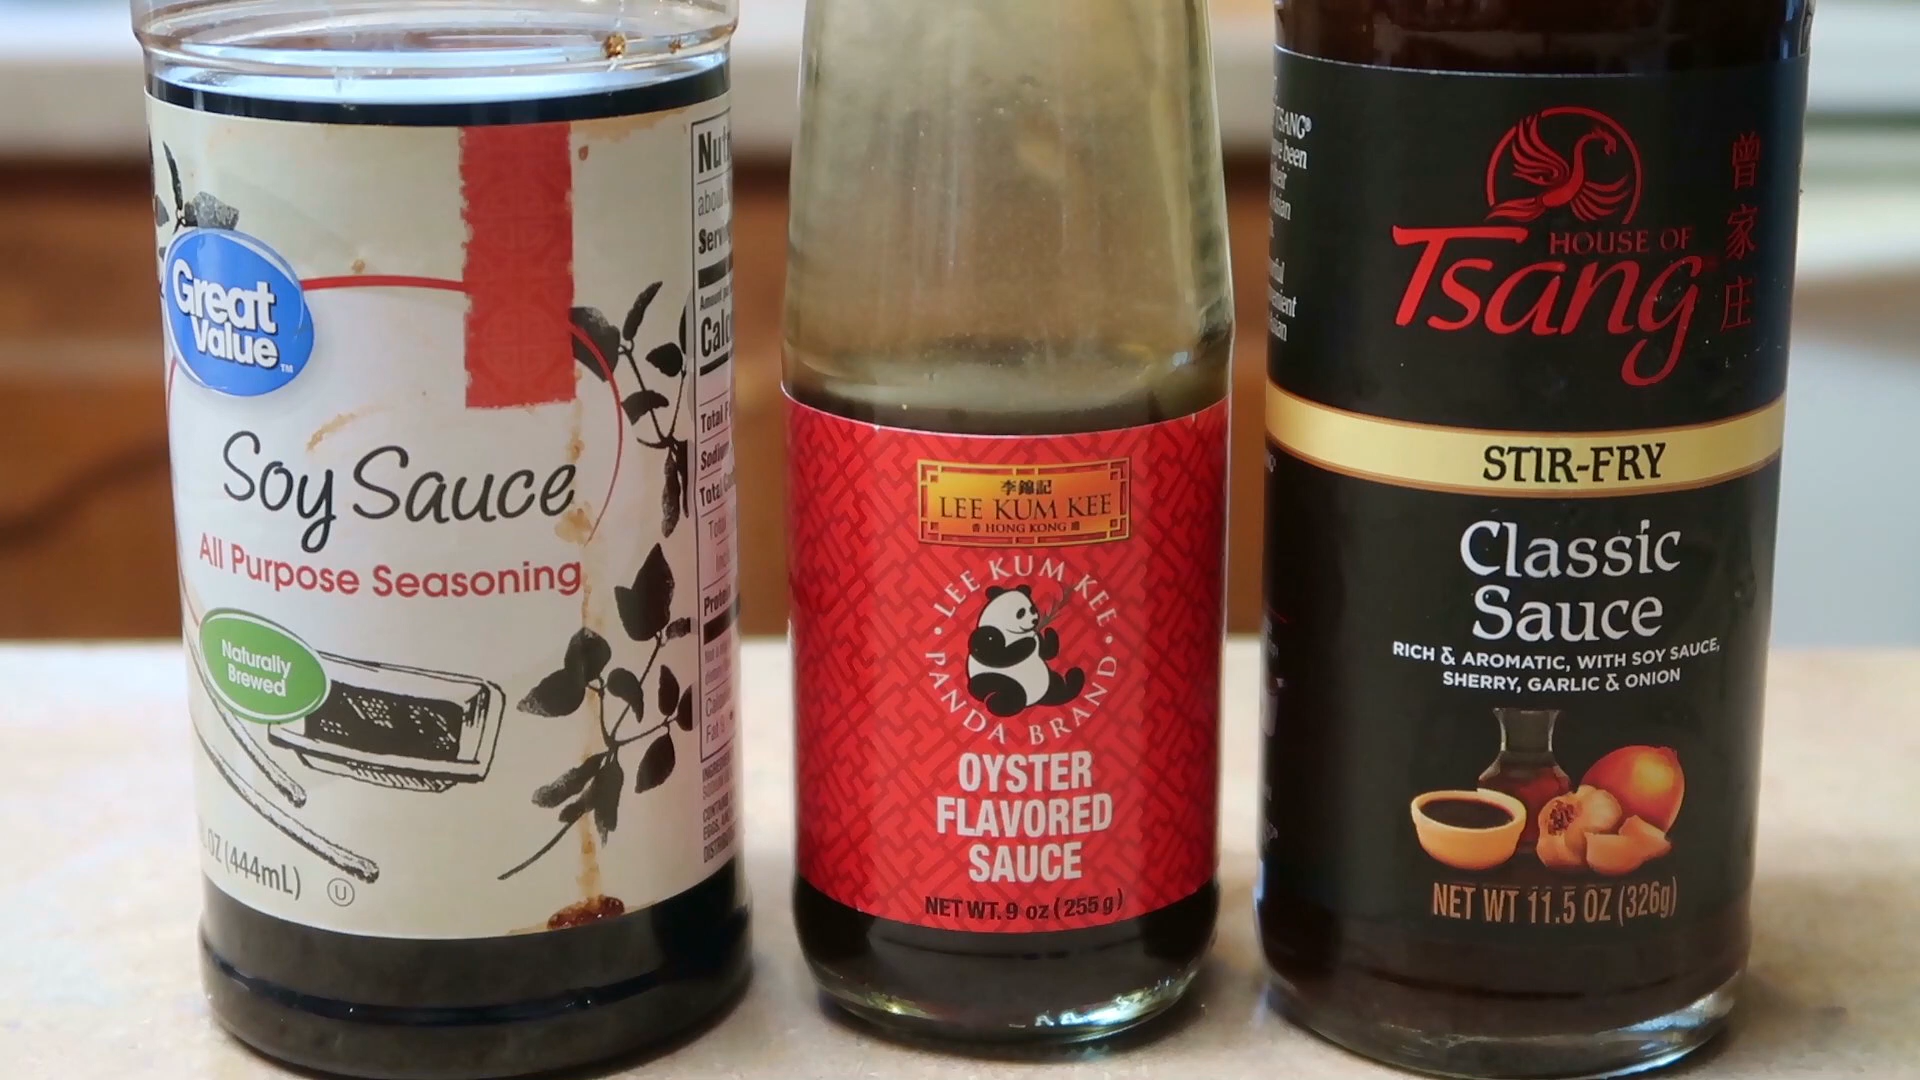 Great
Value™
Soy Sauce
All Purpose Seasoning
Naturally
Brewed
OZ (444mL)
U
李錦記
LEE KUM KEE
HONG KONG
LEE KUM KEE
PANDA BRAND
OYSTER
FLAVORED
SAUCE
NET WT. 9 oz (255 g)
HOUSE OF
Tsang
曾家庄
STIR-FRY
Classic
Sauce
RICH & AROMATIC, WITH SOY SAUCE,
SHERRY, GARLIC & ONION
NET WT 11.5 OZ (326g)